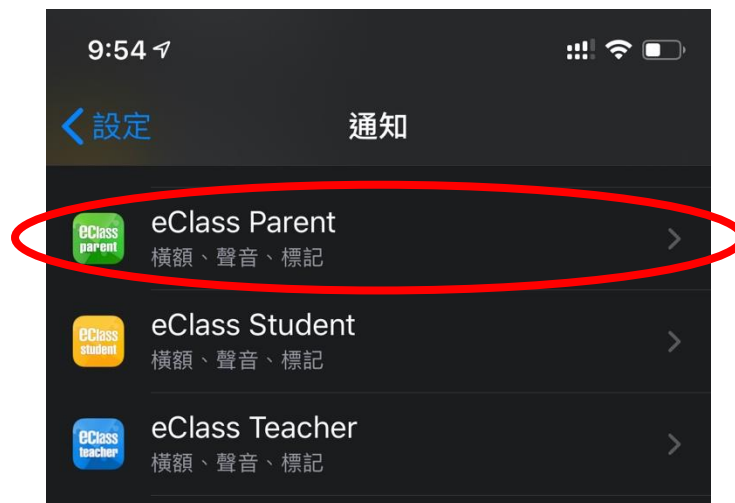 9:54
設定
通知
eClass
parent
eClass Parent
橫額、聲音、標記
eClass
student
eClass Student
橫額、聲音、標記
eClass
teacher
eClass Teacher
橫額、聲音、標記